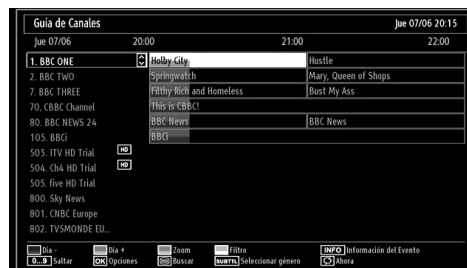 Guía de Canales Jue 07/06 20:15
Jue 07/06 20:00 21:00 22:00
1. BBC ONE Holby City Hustle
2. BBC TWO Springwatch Mary, Queen of Shops
7. BBC THREE Filthy Rich and Homeless Bust My Ass
70. CBBC Channel This is CBBC!
80. BBC NEWS 24 BBC News BBC News
105. BBCi BBCi
503. ITV HD Trial HD
504. Ch4 HD Trial HD
505. five HD Trial
800. Sky News
801. CNBC Europe
802. TV5MONDE EU...
Día - Día + Zoom Filtro INFO Información del Evento
0...9 Saltar OK Opciones Buscar SUBTTL Seleccionar género Ahora